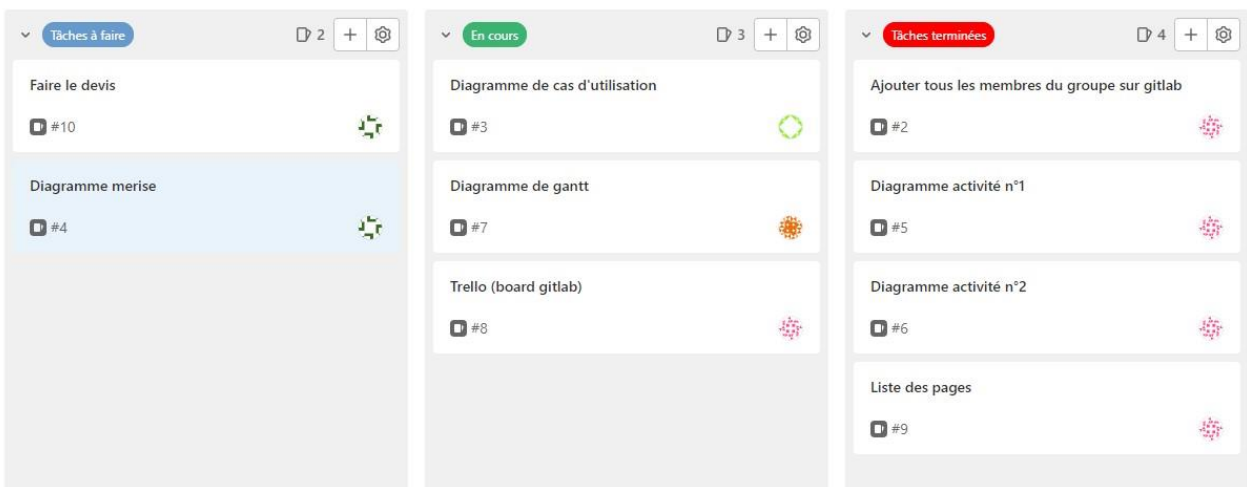 Tâches à faire
2
Faire le devis
#10
Diagramme merise
#4
En cours
3
Diagramme de cas d'utilisation
#3
Diagramme de gantt
#7
Trello (board gitlab)
#8
Tâches terminées
4
Ajouter tous les membres du groupe sur gitlab
#2
Diagramme activité n°1
#5
Diagramme activité n°2
#6
Liste des pages
#9